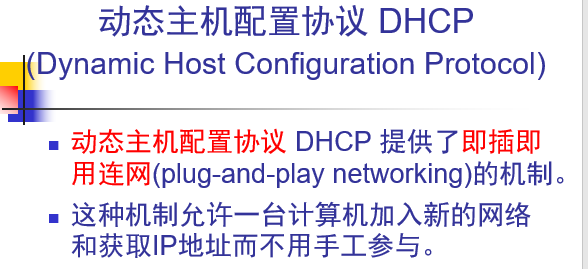 动态主机配置协议 DHCP
(Dynamic Host Configuration Protocol)
动态主机配置协议 DHCP 提供了即插即
用连网(plug-and-play networking)的机制。
这种机制允许一台计算机加入新的网络
和获取IP地址而不用手工参与。